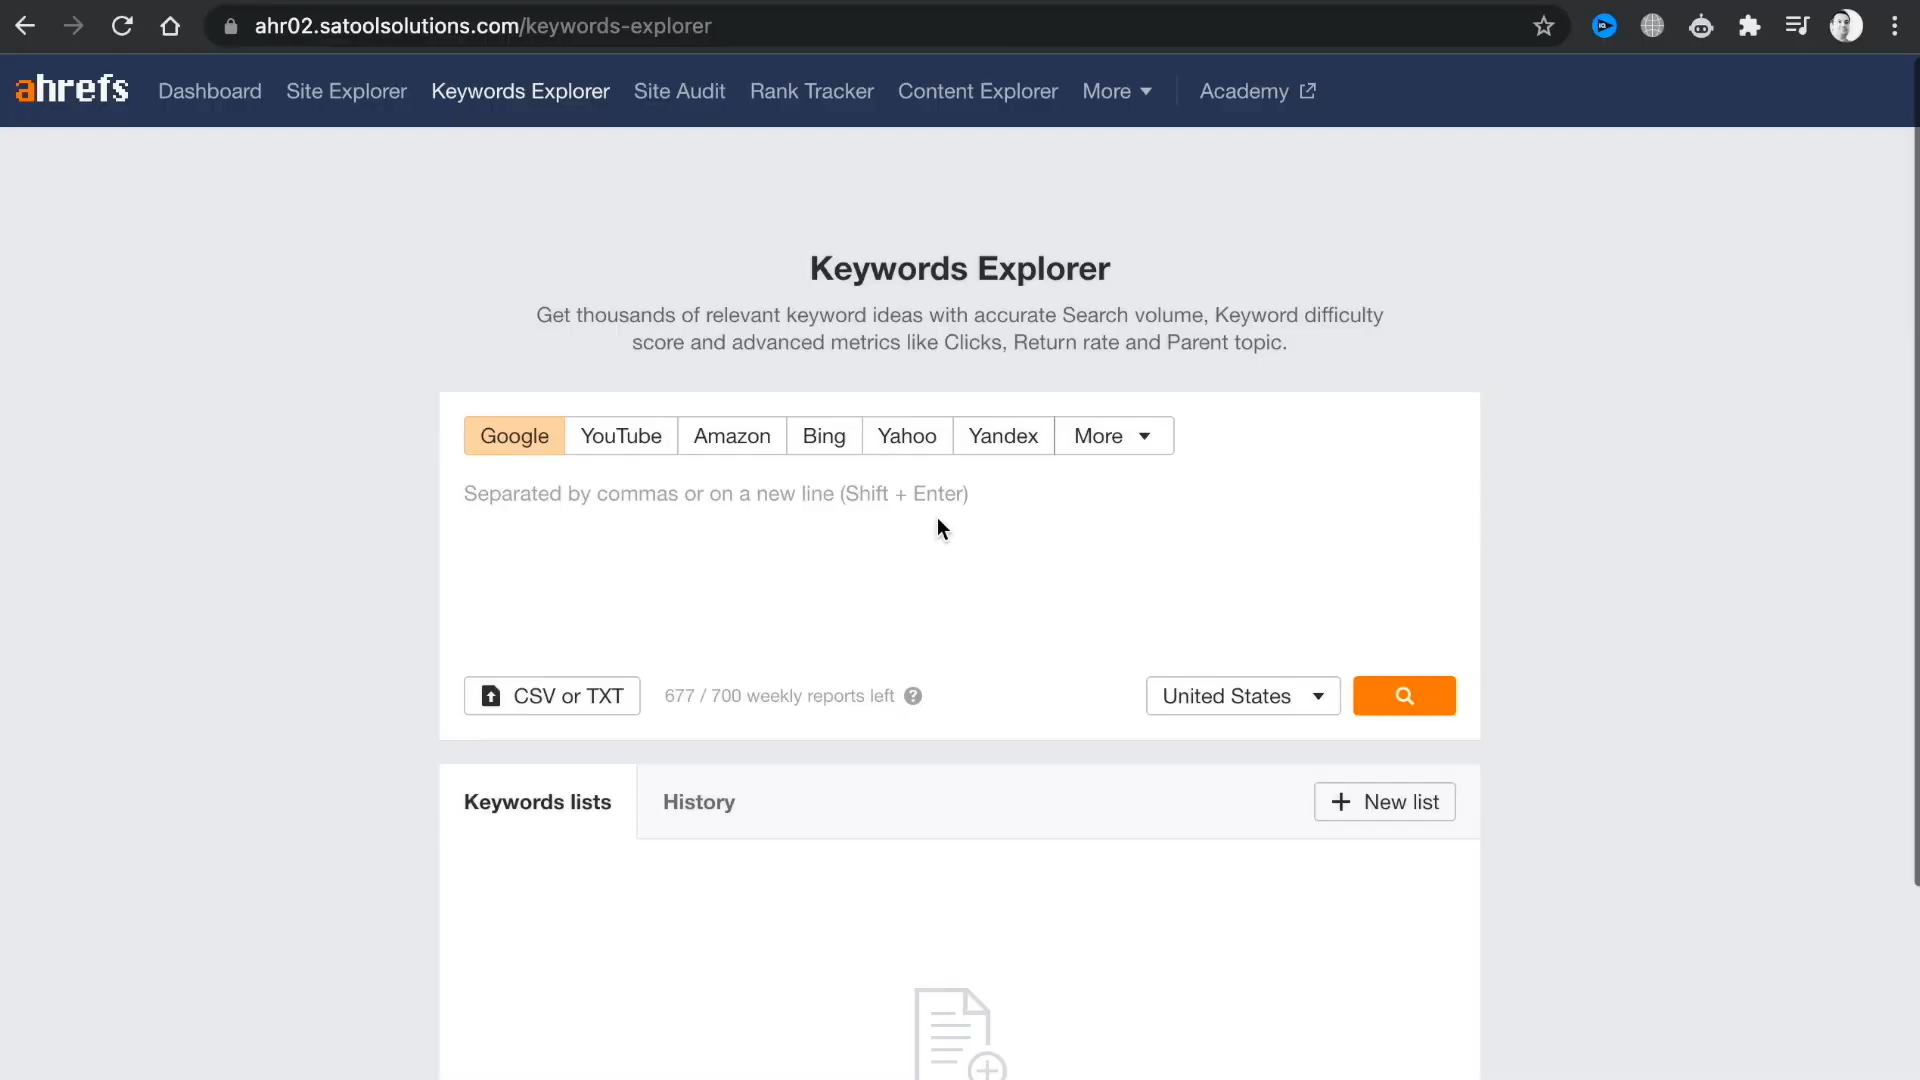 ahr02.satoolsolutions.com/keywords-explorer
ahrefs Dashboard Site Explorer Keywords Explorer Site Audit Rank Tracker Content Explorer More Academy
Keywords Explorer
Get thousands of relevant keyword ideas with accurate Search volume, Keyword difficulty
score and advanced metrics like Clicks, Return rate and Parent topic.
Google YouTube Amazon Bing Yahoo Yandex More
Separated by commas or on a new line (Shift + Enter)
CSV or TXT 677 / 700 weekly reports left ? United States
Keywords lists History + New list